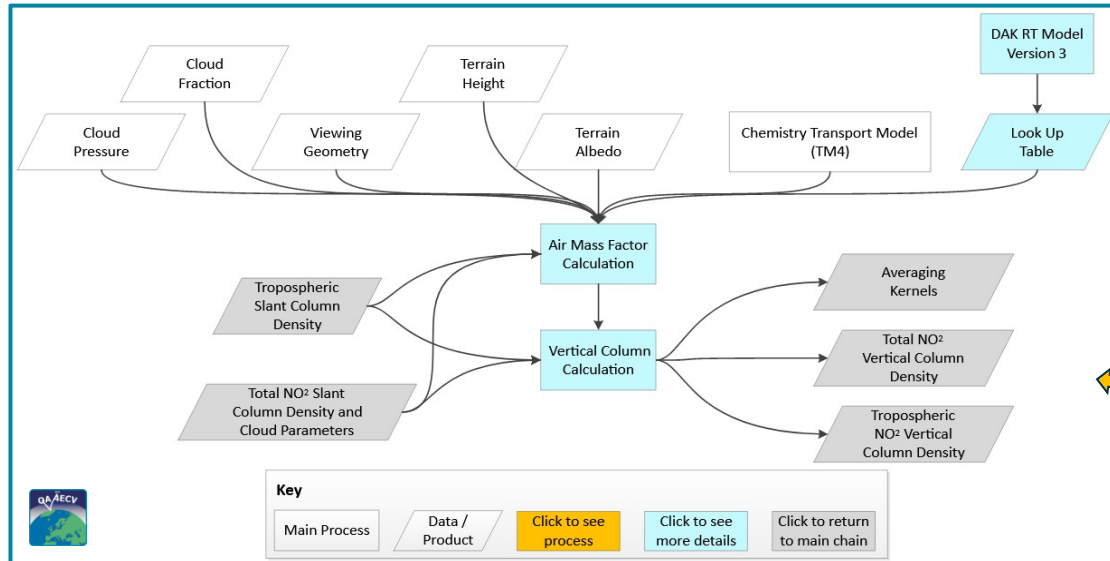 DAK RT Model
Version 3
Cloud
Fraction
Terrain
Height
Cloud
Pressure
Viewing
Geometry
Terrain
Albedo
Chemistry Transport Model
(TM4)
Look Up
Table
Air Mass Factor
Calculation
Tropospheric
Slant Column
Density
Averaging
Kernels
Vertical Column
Calculation
Total NO² 
Vertical Column
Density
Total NO² Slant
Column Density and
Cloud Parameters
Tropospheric
NO² Vertical
Column Density
Key
Main Process
Data /
Product
Click to see
process
Click to see
more details
Click to return
to main chain
QA4ECV